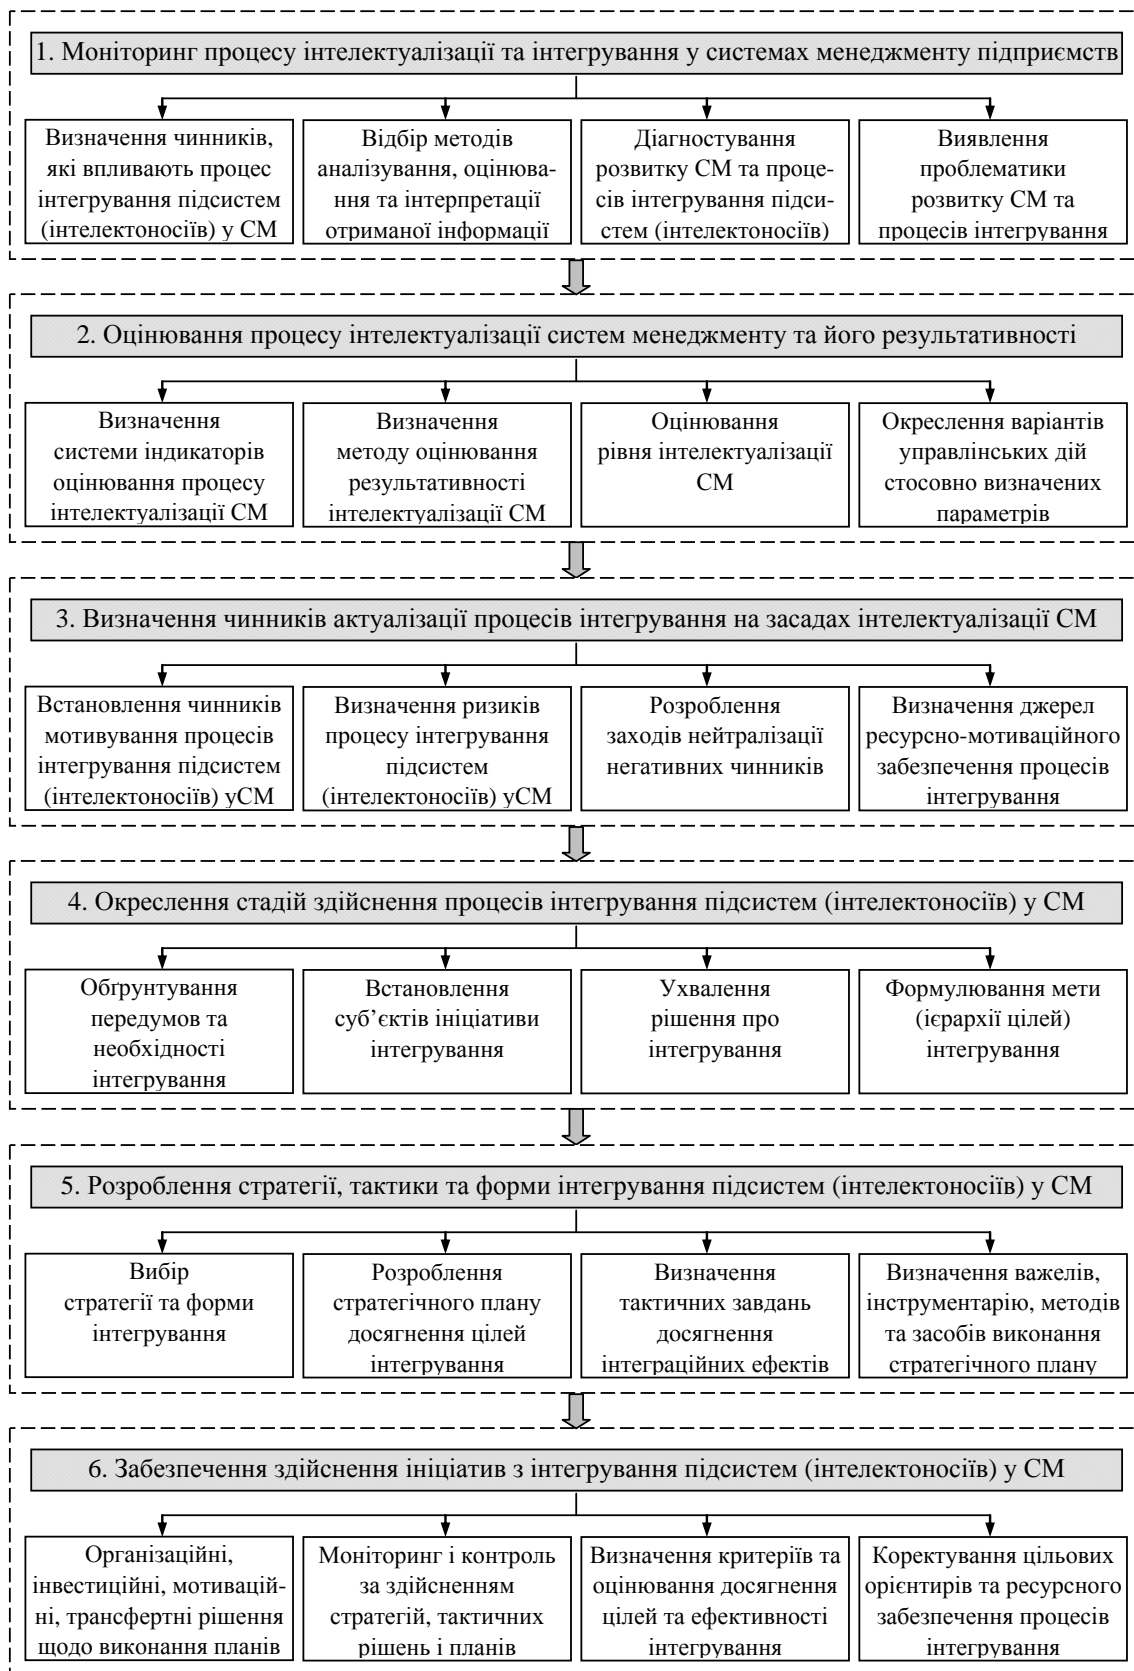 1. Моніторинг процесу інтелектуалізації та інтегрування у системах менеджменту підприємств
Визначення чинників,
які впливають процес
інтегрування підсистем
(інтелектоносіїв) у СМ
Відбір методів
аналізування, оцінюва-
ння та інтерпретації
отриманої інформації
Діагностування
розвитку СМ та проце-
сів інтегрування підси-
стем (інтелектоносіїв)
Виявлення
проблематики
розвитку СМ та
процесів інтегрування
2. Оцінювання процесу інтелектуалізації систем менеджменту та його результативності
Визначення
системи індикаторів
оцінювання процесу
інтелектуалізації СМ
Визначення
методу оцінювання
результативності
інтелектуалізації СМ
Оцінювання
рівня інтелектуалізації
СМ
Окреслення варіантів
управлінських дій
стосовно визначених
параметрів
3. Визначення чинників актуалізації процесів інтегрування на засадах інтелектуалізації СМ
Встановлення чинників
мотивування процесів
інтегрування підсистем
(інтелектоносіїв) уСМ
Визначення ризиків
процесу інтегрування
підсистем
(інтелектоносіїв) уСМ
Розроблення
заходів нейтралізації
негативних чинників
Визначення джерел
ресурсно-мотиваційного
забезпечення процесів
інтегрування
4. Окреслення стадій здійснення процесів інтегрування підсистем (інтелектоносіїв) у СМ
Обґрунтування
передумов та
необхідності
інтегрування
Встановлення
суб’єктів ініціативи
інтегрування
Ухвалення
рішення про
інтегрування
Формулювання мети
(ієрархії цілей)
інтегрування
5. Розроблення стратегії, тактики та форми інтегрування підсистем (інтелектоносіїв) у СМ
Вибір
стратегії та форми
інтегрування
Розроблення
стратегічного плану
досягнення цілей
інтегрування
Визначення
тактичних завдань
досягнення
інтеграційних ефектів
Визначення важелів,
інструментарію, методів
та засобів виконання
стратегічного плану
6. Забезпечення здійснення ініціатив з інтегрування підсистем (інтелектоносіїв) у СМ
Організаційні,
інвестиційні, мотивацій-
ні, трансфертні рішення
щодо виконання планів
Моніторинг і контроль
за здійсненням
стратегій, тактичних
рішень і планів
Визначення критеріїв та
оцінювання досягнення
цілей та ефективності
інтегрування
Коректування цільових
орієнтирів та ресурсного
забезпечення процесів
інтегрування